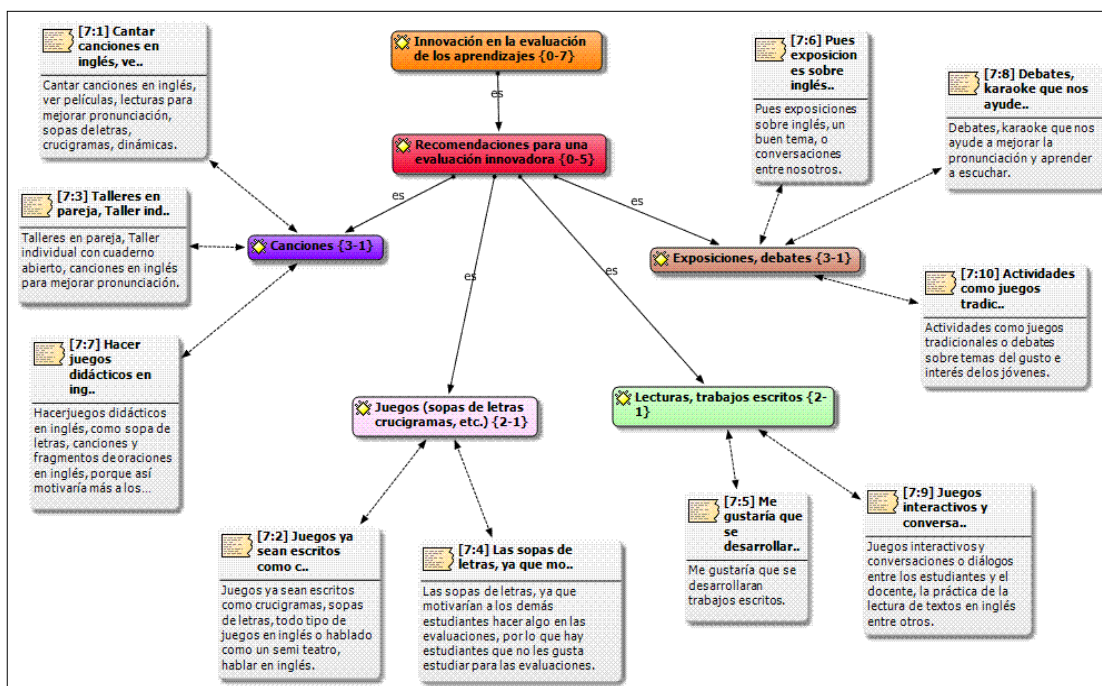 Innovación en la evaluación
de los aprendizajes {0-7}
es
Recomendaciones para una
evaluación innovadora {0-5}
es
es
es
es
[7:1] Cantar
canciones en
inglés, ve..
Cantar canciones en inglés,
ver películas, lecturas para
mejorar pronunciación,
sopas de letras,
crucigramas, dinámicas.
[7:3] Talleres en
pareja, Taller ind..
Talleres en pareja, Taller
individual con cuaderno
abierto, canciones en inglés
para mejorar pronunciación.
Canciones {3-1}
[7:7] Hacer
juegos
didácticos en
ing..
Hacerjuegos didácticos
en inglés, como sopa de
letras, canciones y
fragmentos de oraciones
en inglés, porque así
motivaría más a los...
[7:6] Pues
exposicion
es sobre
inglés..
Pues exposiciones
sobre inglés, un
buen tema, o
conversaciones
entre nosotros.
[7:8] Debates,
karaoke que nos
ayude..
Debates, karaoke que nos
ayude a mejorar la
pronunciación y aprender
a escuchar.
Exposiciones, debates {3-1}
[7:10] Actividades
como juegos
tradic..
Actividades como juegos
tradicionales o debates
sobre temas del gusto e
interés delos jóvenes.
Juegos (sopas de letras
crucigramas, etc.) {2-1}
Lecturas, trabajos escritos {2-
1}
[7:2] Juegos ya
sean escritos
como c..
Juegos ya sean escritos
como crucigramas, sopas
de letras, todo tipo de
juegos en inglés o hablado
como un semi teatro,
hablar en inglés.
[7:4] Las sopas de
letras, ya que mo..
Las sopas de letras, ya que
motivarían a los demás
estudiantes hacer algo en las
evaluaciones, por lo que hay
estudiantes que no les gusta
estudiar para las evaluaciones.
[7:5] Me
gustaría que
se
desarrollar..
Me gustaría que se
desarrollaran
trabajos escritos.
[7:9] Juegos
interactivos y
conversa..
Juegos interactivos y
conversaciones o diálogos
entre los estudiantes y el
docente, la práctica de la
lectura de textos en inglés
entre otros.